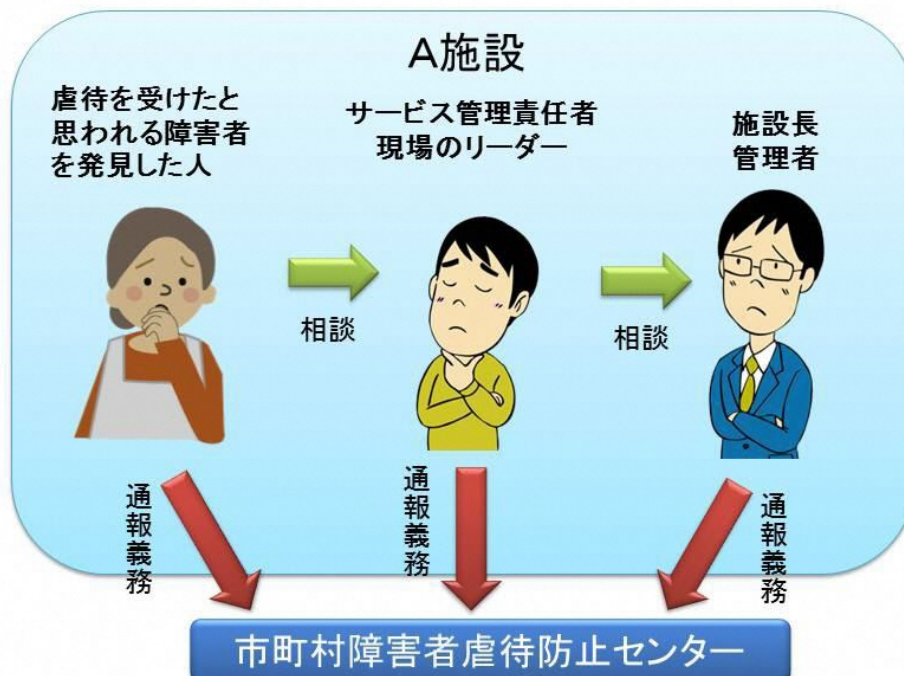 A施設
虐待を受けたと
思われる障害者
を発見した人
サービス管理責任者
現場のリーダー
施設長
管理者
相談
相談
通報義務
通報義務
通報義務
市町村障害者虐待防止センター